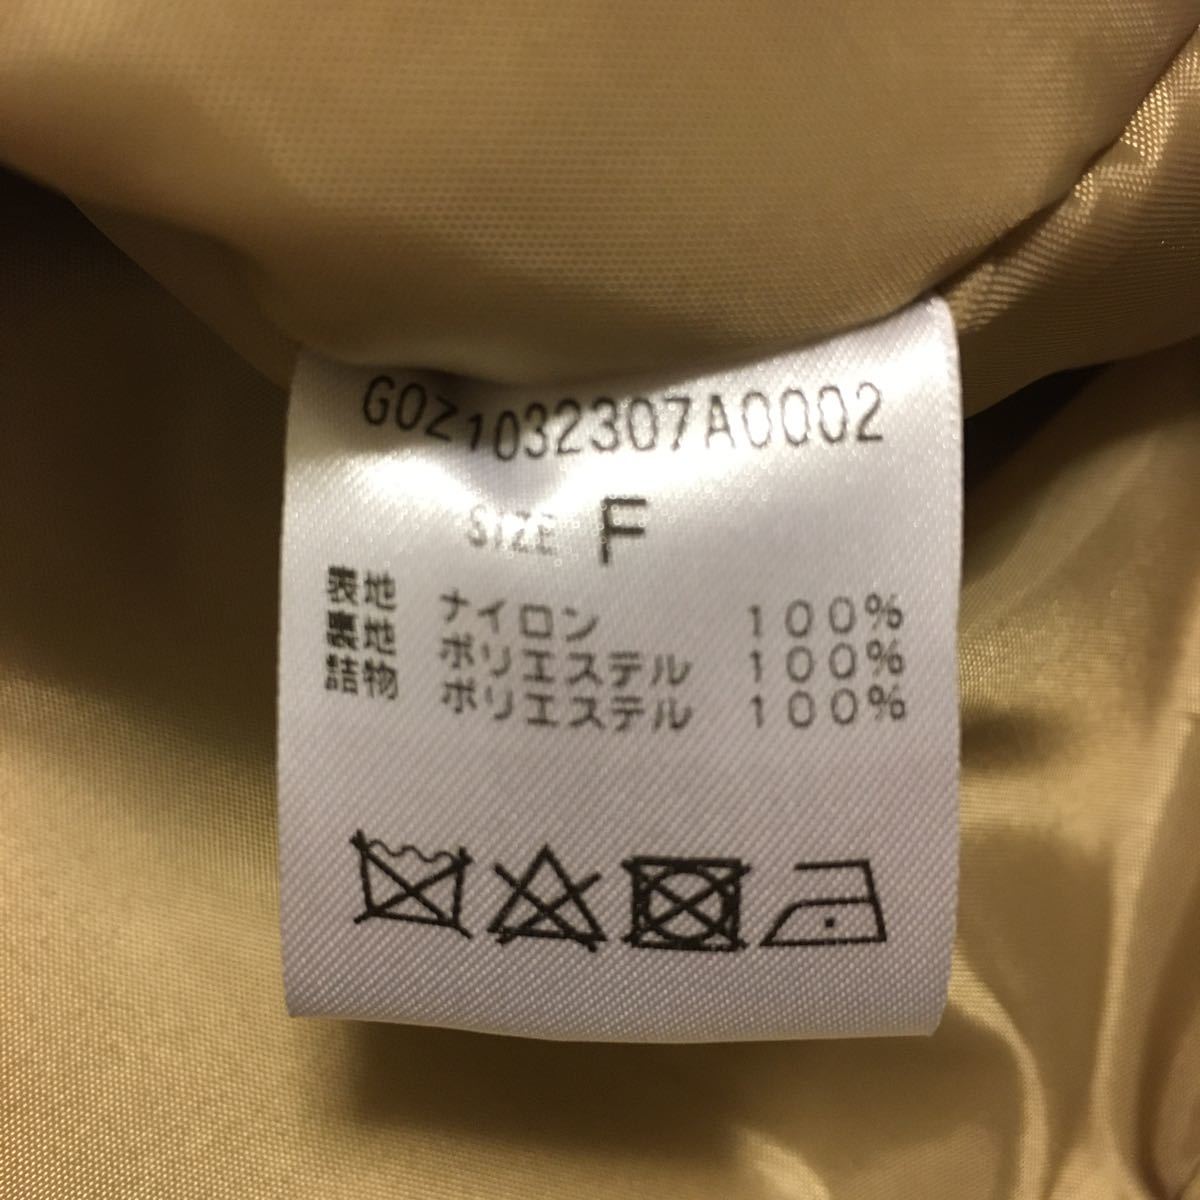 G0Z1032307A0002
SIZE F
表地 ナイロン 100%
裏地 ポリエステル 100%
詰物 ポリエステル 100%